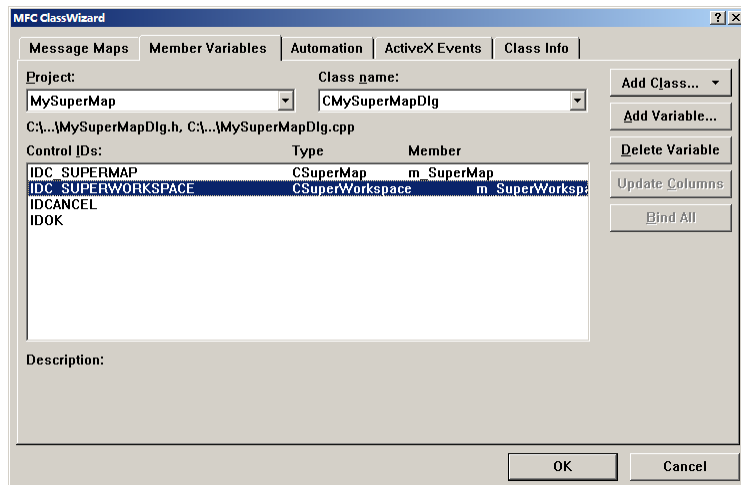 MFC ClassWizard
Message Maps Member Variables Automation ActiveX Events Class Info
Project: Class name:
MySuperMap CMySuperMapDlg
Add Class...
C:\...\MySuperMapDlg.h, C:\...\MySuperMapDlg.cpp
Add Variable...
Control IDs: Type Member
Delete Variable
IDC_SUPERMAP CSuperMap m_SuperMap
IDC_SUPERWORKSPACE CSuperWorkspace m_SuperWorkspa
Update Columns
IDCANCEL
IDOK
Bind All
Description:
OK Cancel